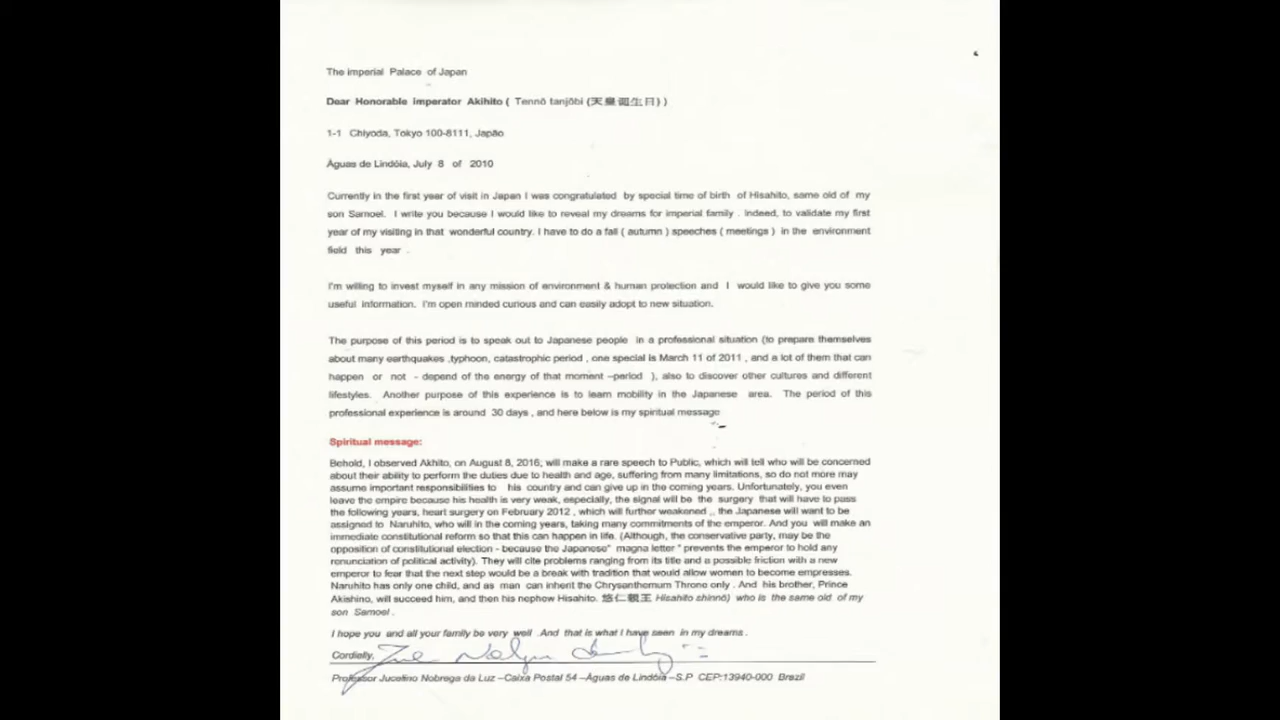 The imperial Palace of Japan
Dear Honorable imperator Akihito ( Tennō tanjōbi (天皇誕生日) )
1-1 Chiyoda, Tokyo 100-8111, Japão
Águas de Lindóia, July 8 of 2010
Currently in the first year of visit in Japan I was congratulated by special time of birth of Hisahito, same old of my
son Samoel. I write you because I would like to reveal my dreams for imperial family . Indeed, to validate my first
year of my visiting in that wonderful country. I have to do a fall ( autumn ) speeches ( meetings ) in the environment
field this year .
I'm willing to invest myself in any mission of environment & human protection and I would like to give you some
useful information. I'm open minded curious and can easily adopt to new situation.
The purpose of this period is to speak out to Japanese people in a professional situation (to prepare themselves
about many earthquakes ,typhoon, catastrophic period , one special is March 11 of 2011 , and a lot of them that can
happen or not - depend of the energy of that moment –period ), also to discover other cultures and different
lifestyles. Another purpose of this experience is to learn mobility in the Japanese area. The period of this
professional experience is around 30 days , and here below is my spiritual message
Spiritual message:
Behold, I observed Akhito, on August 8, 2016; will make a rare speech to Public, which will tell who will be concerned
about their ability to perform the duties due to health and age, suffering from many limitations, so do not more may
assume important responsibilities to his country and can give up in the coming years. Unfortunately, you even
leave the empire because his health is very weak, especially, the signal will be the surgery that will have to pass
the following years, heart surgery on February 2012 , which will further weakened ,, the Japanese will want to be
assigned to Naruhito, who will in the coming years, taking many commitments of the emperor. And you will make an
immediate constitutional reform so that this can happen in life. (Although, the conservative party, may be the
opposition of constitutional election - because the Japanese" magna letter " prevents the emperor to hold any
renunciation of political activity). They will cite problems ranging from its title and a possible friction with a new
emperor to fear that the next step would be a break with tradition that would allow women to become empresses.
Naruhito has only one child, and as man can inherit the Chrysanthemum Throne only . And his brother, Prince
Akishino, will succeed him, and then his nephew Hisahito. 悠仁親王 Hisahito shinnō) who is the same old of my
son Samoel .
I hope you and all your family be very well .And that is what I have seen in my dreams .
Cordielly,
Professor Jucelino Nobrega da Luz –Caixa Postal 54 –Águas de Lindóia –S.P CEP:13940-000 Brazil